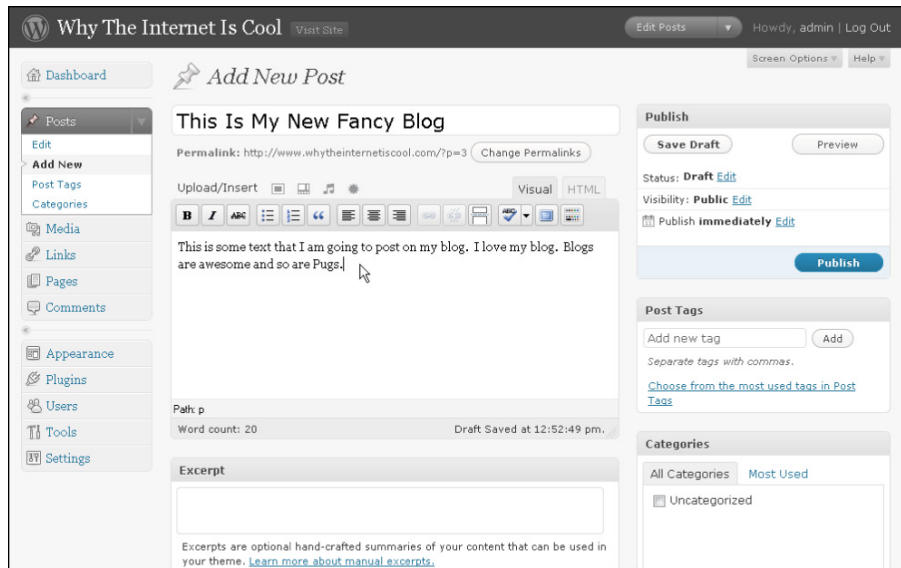 Why The Internet Is Cool Visit Site Edit Posts Howdy, admin | Log Out
Screen Options Help
Dashboard
Posts
Edit
Add New
Post Tags
Categories
Media
Links
Pages
Comments
Appearance
Plugins
Users
Tools
Settings
Add New Post
This Is My New Fancy Blog
Permalink: http://www.whytheinternetiscool.com/?p=3 Change Permalinks
Upload/Insert Visual HTML
B I ABC
This is some text that I am going to post on my blog. I love my blog. Blogs
are awesome and so are Pugs.
Path: p
Word count: 20 Draft Saved at 12:52:49 pm.
Excerpt
Excerpts are optional hand-crafted summaries of your content that can be used in
your theme. Learn more about manual excerpts.
Publish
Save Draft Preview
Status: Draft Edit
Visibility: Public Edit
Publish immediately Edit
Publish
Post Tags
Add new tag Add
Separate tags with commas.
Choose from the most used tags in Post
Tags
Categories
All Categories Most Used
Uncategorized